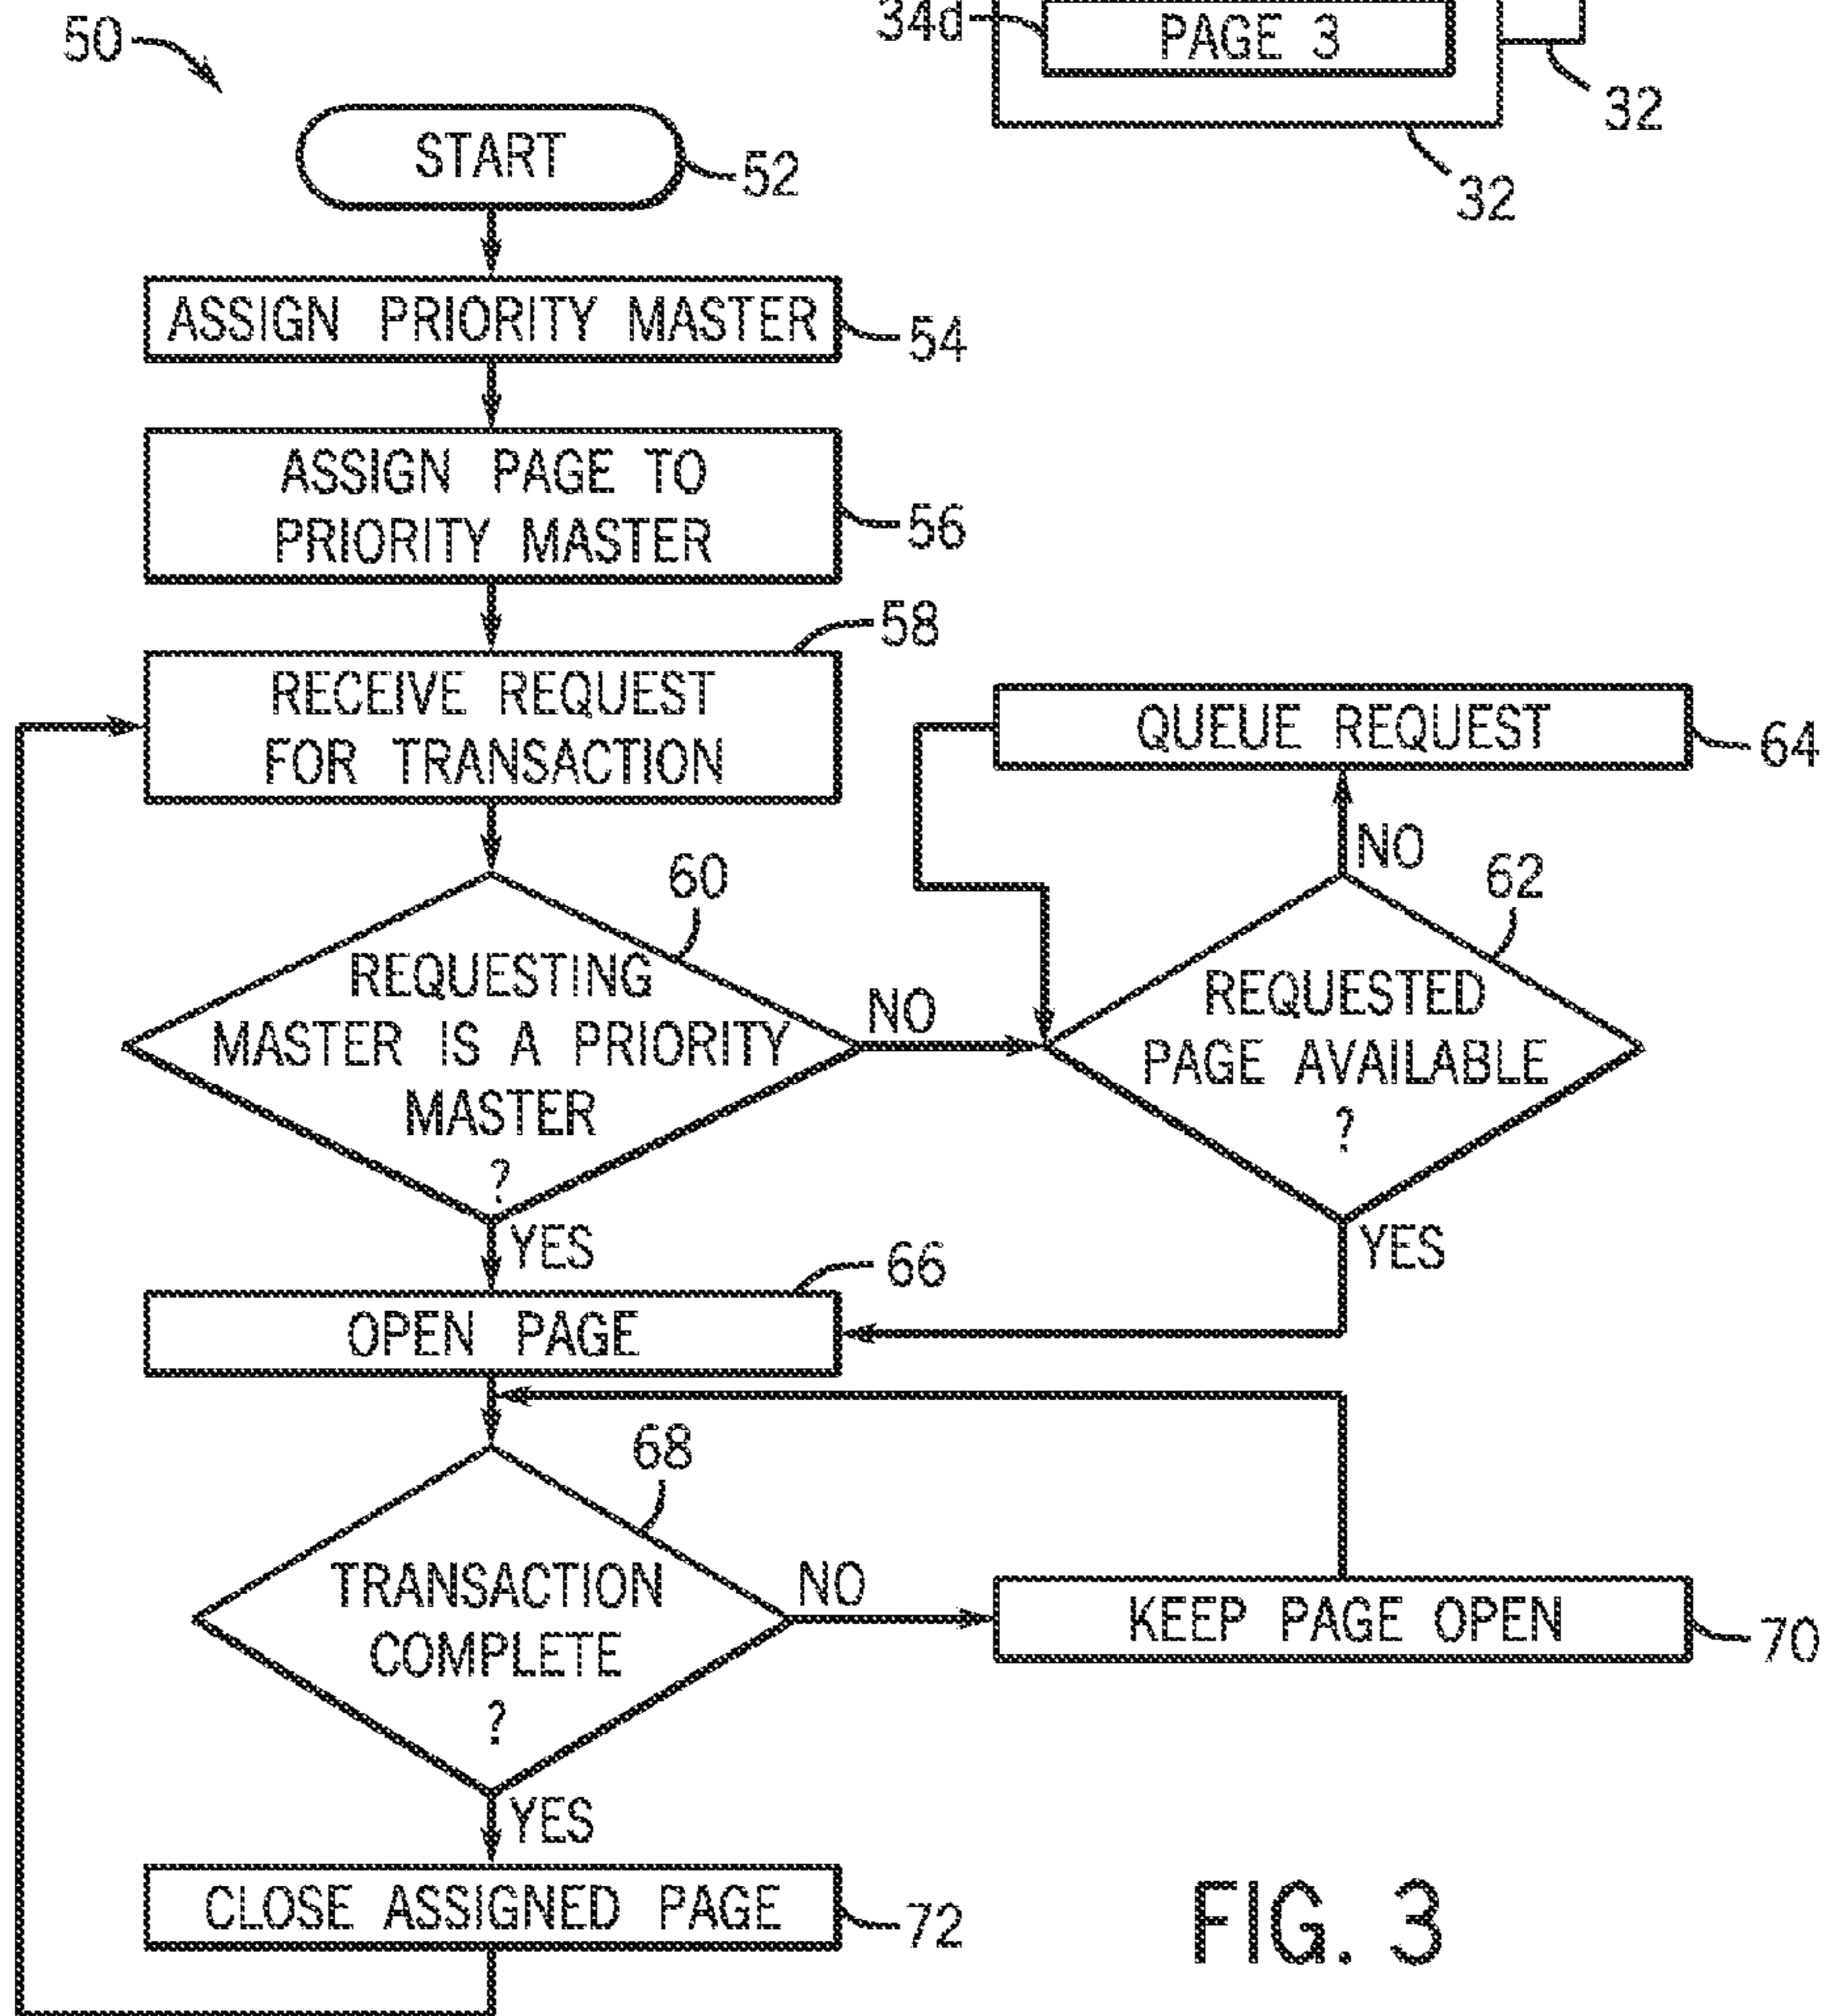 50
34d
PAGE 3
32
32
START
52
ASSIGN PRIORITY MASTER
54
ASSIGN PAGE TO
PRIORITY MASTER
56
58
RECEIVE REQUEST
FOR TRANSACTION
QUEUE REQUEST
64
NO
60
62
REQUESTING
MASTER IS A PRIORITY
MASTER
?
NO
REQUESTED
PAGE AVAILABLE
?
YES
YES
66
OPEN PAGE
68
TRANSACTION
COMPLETE
?
NO
KEEP PAGE OPEN
70
YES
CLOSE ASSIGNED PAGE
72
FIG. 3